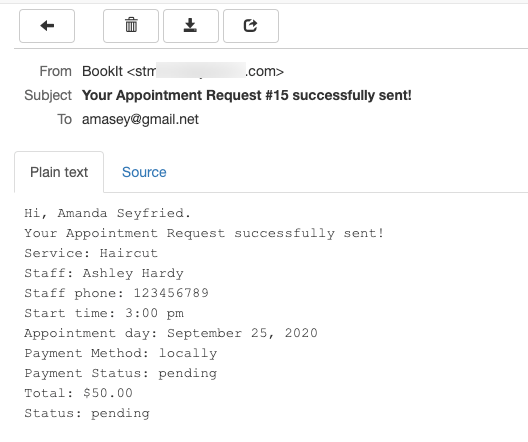 From BookIt <stm .com>
Subject Your Appointment Request #15 successfully sent!
To amasey@gmail.net
Plain text Source
Hi, Amanda Seyfried.
Your Appointment Request successfully sent!
Service: Haircut
Staff: Ashley Hardy
Staff phone: 123456789
Start time: 3:00 pm
Appointment day: September 25, 2020
Payment Method: locally
Payment Status: pending
Total: $50.00
Status: pending